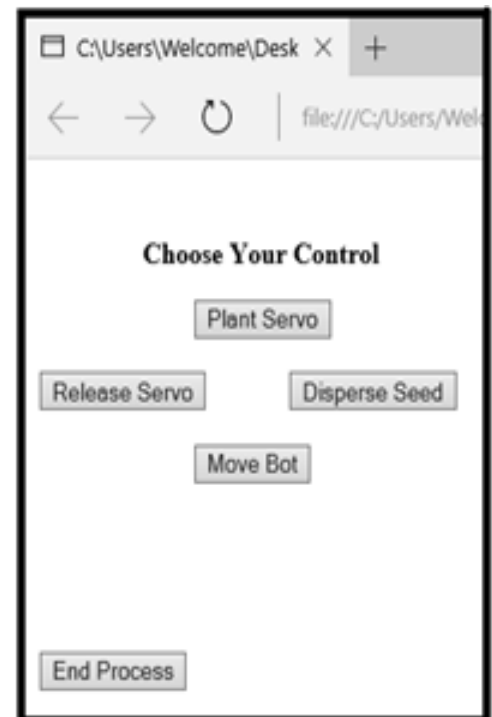 C:\Users\Welcome\Desk
file:///C:/Users/Wel
Choose Your Control
Plant Servo
Release Servo Disperse Seed
Move Bot
End Process